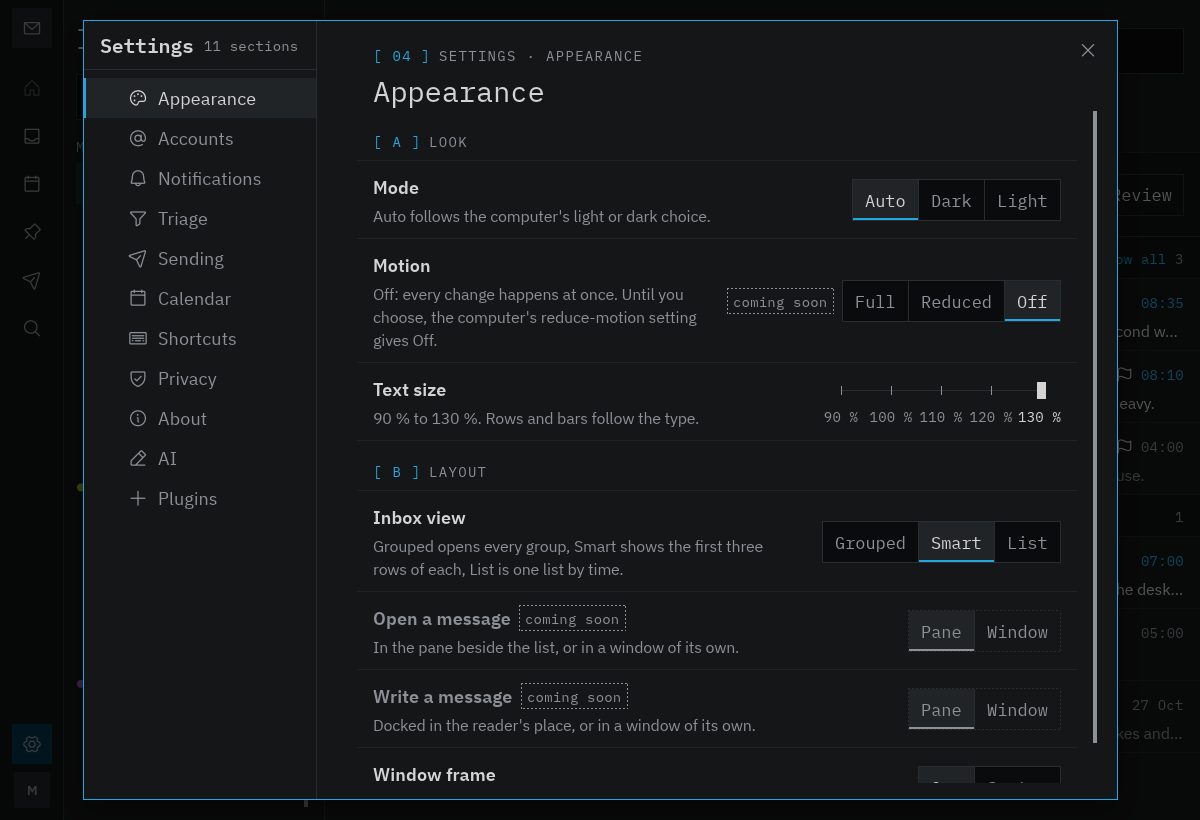 Settings 11 sections
Appearance
Accounts
Notifications
Triage
Sending
Calendar
Shortcuts
Privacy
About
AI
Plugins
[ 04 ] SETTINGS · APPEARANCE
Appearance
[ A ] LOOK
Mode
Auto follows the computer's light or dark choice.
Auto Dark Light
Motion
Off: every change happens at once. Until you
choose, the computer's reduce-motion setting
gives Off.
coming soon Full Reduced Off
Text size
90 % to 130 %. Rows and bars follow the type.
90 % 100 % 110 % 120 % 130 %
[ B ] LAYOUT
Inbox view
Grouped opens every group, Smart shows the first three
rows of each, List is one list by time.
Grouped Smart List
Open a message coming soon
In the pane beside the list, or in a window of its own.
Pane Window
Write a message coming soon
Docked in the reader's place, or in a window of its own.
Pane Window
Window frame
Review
all 3
08:35
w…
08:10
04:00
1
07:00
desk…
05:00
27 Oct
and…
M